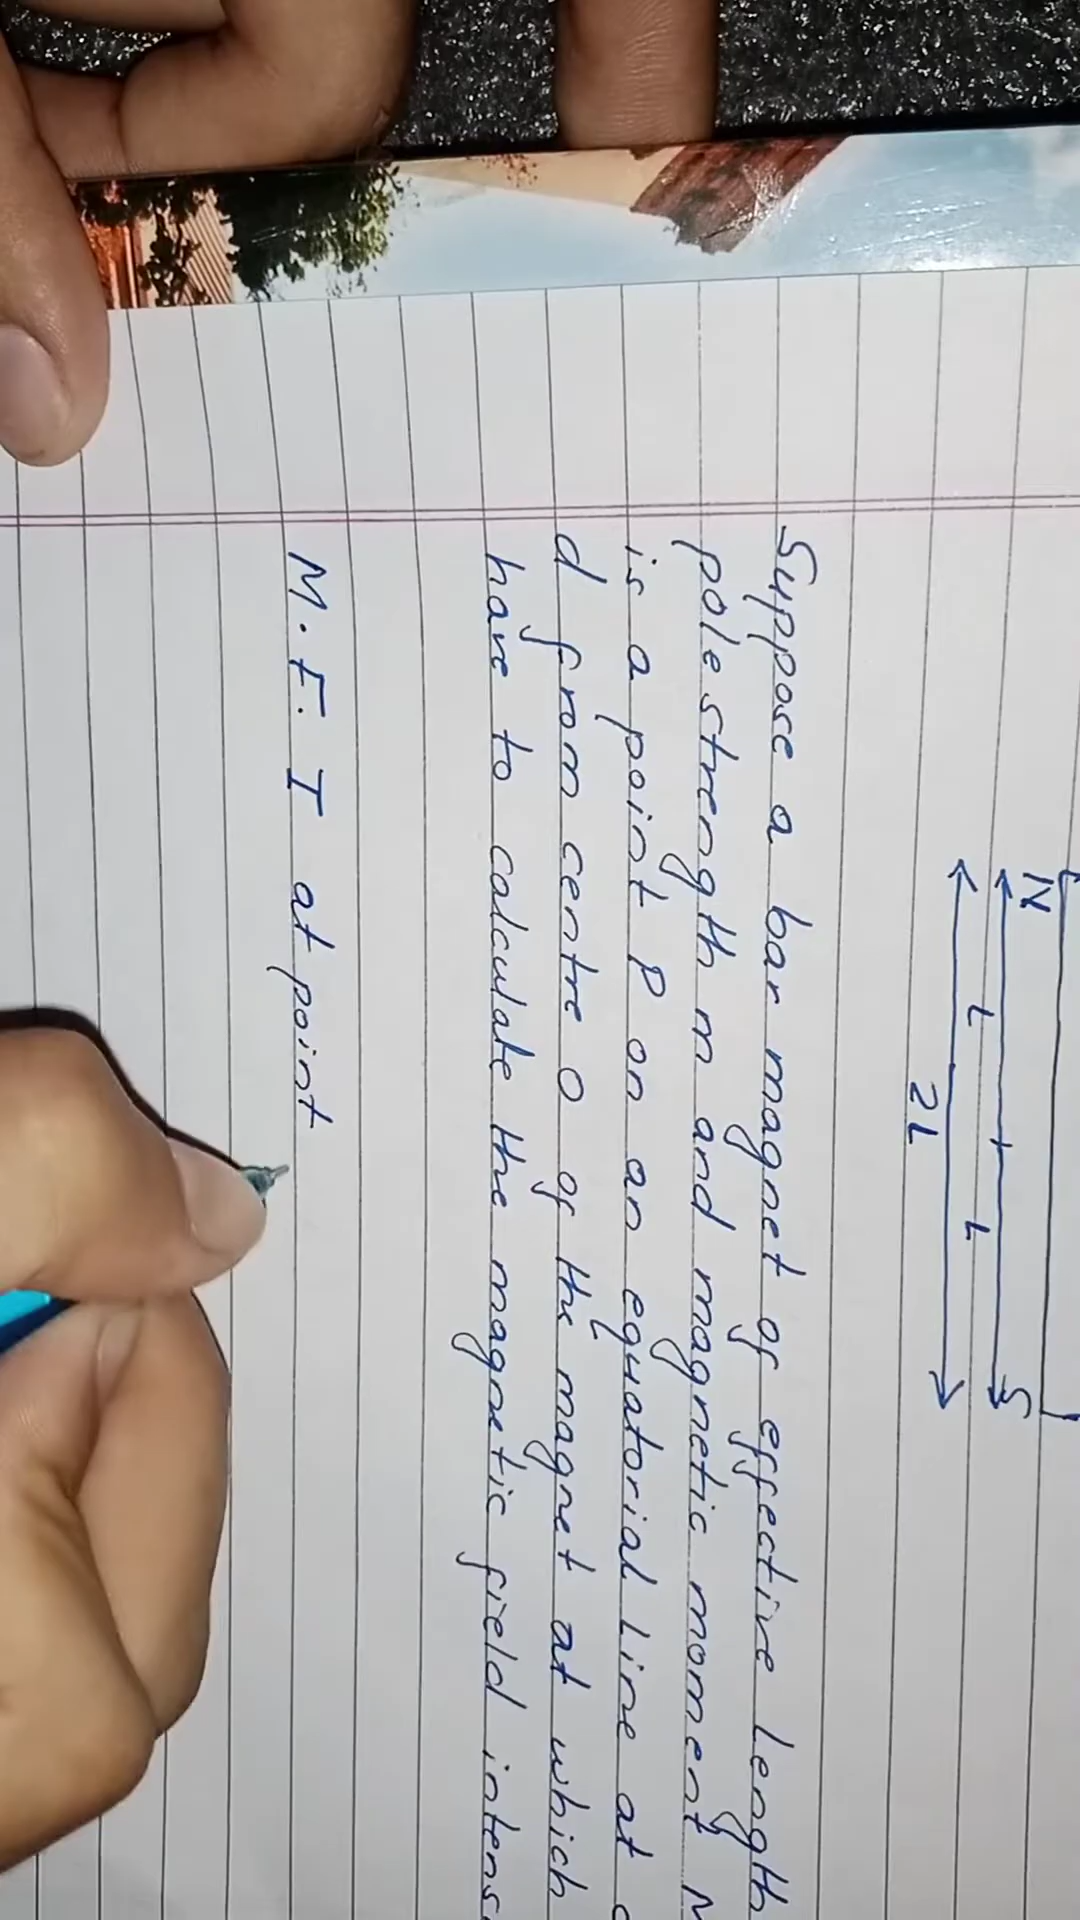 N S
L L
2L
Suppose a bar magnet of effective length
pole strength m and magnetic moment M
is a point P on an equatorial line at
d from centre O of the magnet at which
have to calculate the magnetic field
M.F.I at point